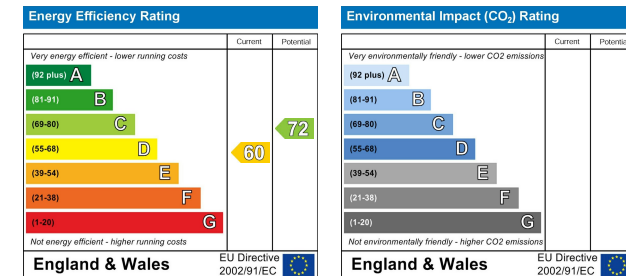 Energy Efficiency Rating
Current Potential
Very energy efficient - lower running costs
(92 plus) A
(81-91) B
(69-80) C
72
(55-68) D
60
(39-54) E
(21-38) F
(1-20) G
Not energy efficient - higher running costs
England & Wales
EU Directive
2002/91/EC
Environmental Impact (CO₂) Rating
Current Potential
Very environmentally friendly - lower CO2 emissions
(92 plus) A
(81-91) B
(69-80) C
(55-68) D
(39-54) E
(21-38) F
(1-20) G
Not environmentally friendly - higher CO2 emissions
England & Wales
EU Directive
2002/91/EC